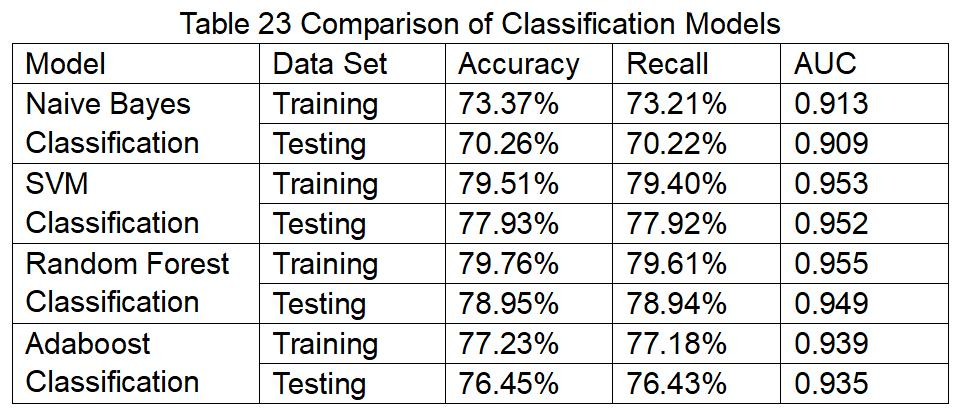 Table 23 Comparison of Classification Models
Model Data Set Accuracy Recall AUC
Naive Bayes Classification Training 73.37% 73.21% 0.913
Testing 70.26% 70.22% 0.909
SVM Classification Training 79.51% 79.40% 0.953
Testing 77.93% 77.92% 0.952
Random Forest Classification Training 79.76% 79.61% 0.955
Testing 78.95% 78.94% 0.949
Adaboost Classification Training 77.23% 77.18% 0.939
Testing 76.45% 76.43% 0.935